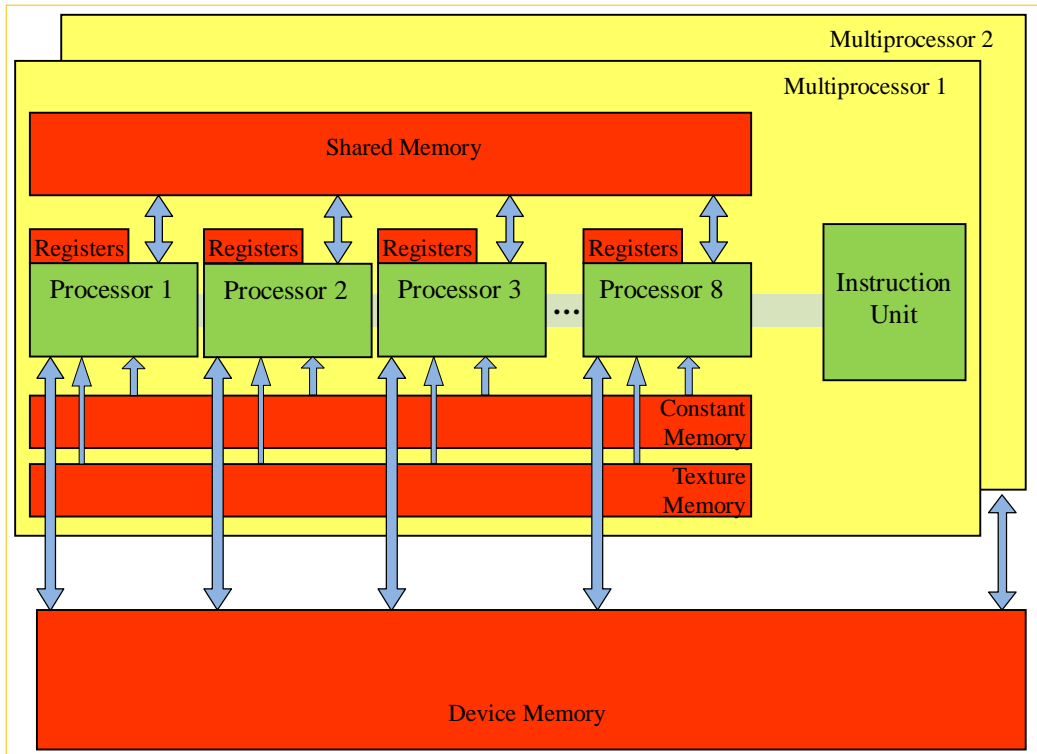 Multiprocessor 2
Multiprocessor 1
Shared Memory
Registers
Registers
Registers
Registers
Processor 1
Processor 2
Processor 3
...
Processor 8
Instruction
Unit
Constant
Memory
Texture
Memory
Device Memory